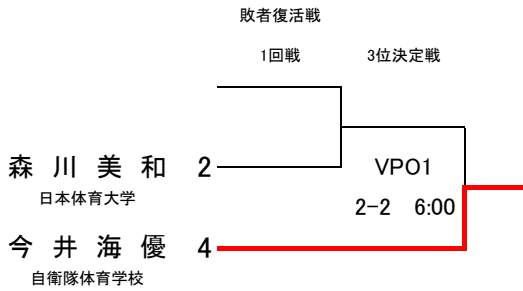 敗者復活戦
1回戦 3位決定戦
森川美和 2
日本体育大学
VPO1
2-2 6:00
今井海優 4
自衛隊体育学校